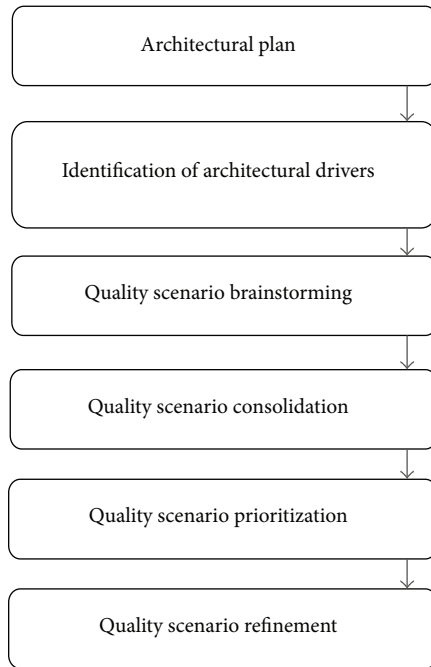 Architectural plan
Identification of architectural drivers
Quality scenario brainstorming
Quality scenario consolidation
Quality scenario prioritization
Quality scenario refinement